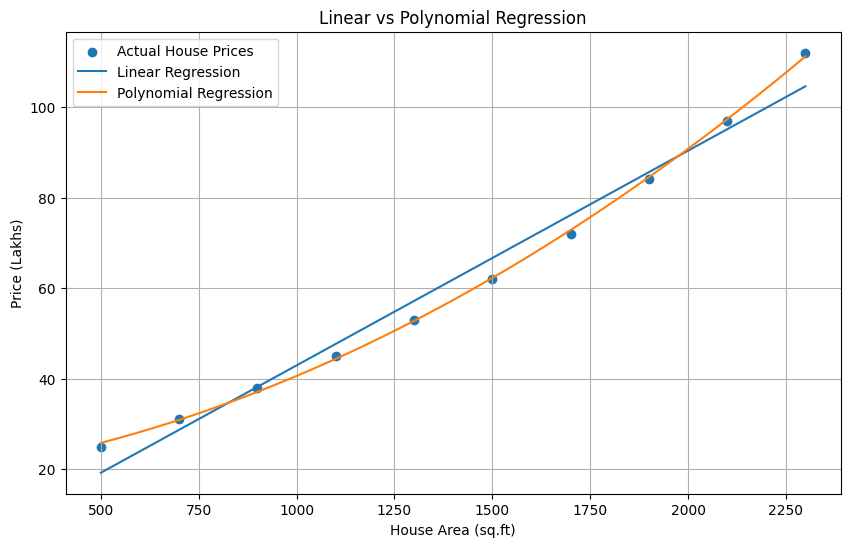 Linear vs Polynomial Regression
Actual House Prices
Linear Regression
Polynomial Regression
Price (Lakhs)
100
80
60
40
20
500 750 1000 1250 1500 1750 2000 2250
House Area (sq.ft)